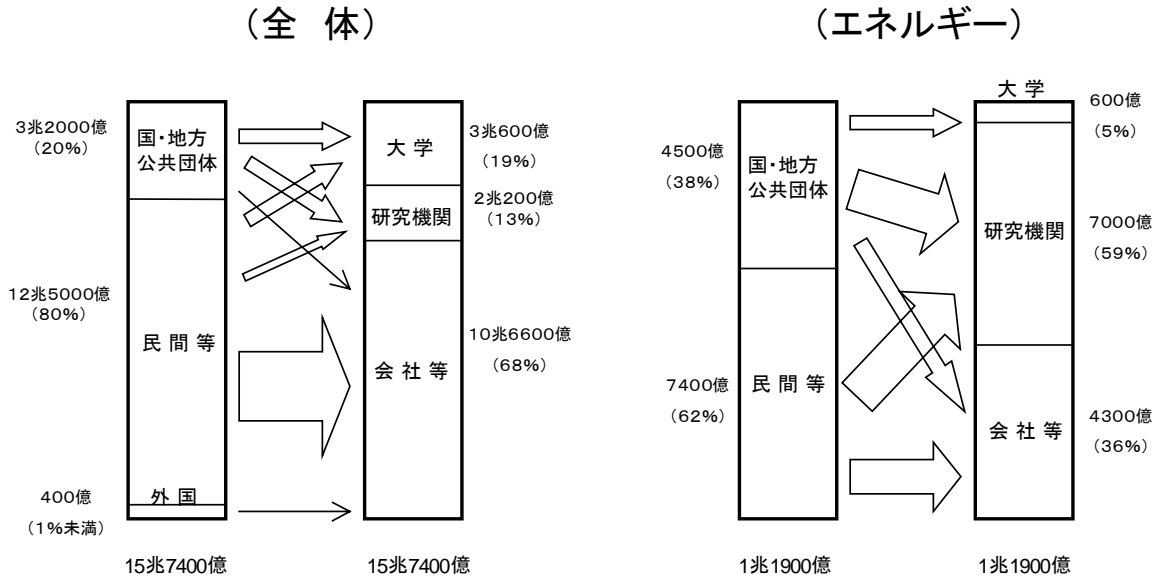 (全 体)
3兆2000億
(20%)
12兆5000億
(80%)
400億
(1%未満)
国・地方
公共団体
民 間 等
外 国
15兆7400億
大 学
研究機関
会 社 等
3兆600億
(19%)
2兆200億
(13%)
10兆6600億
(68%)
15兆7400億
(エネルギー)
4500億
(38%)
7400億
(62%)
国・地方
公共団体
民 間 等
1兆1900億
大 学
研究機関
会 社 等
600億
(5%)
7000億
(59%)
4300億
(36%)
1兆1900億